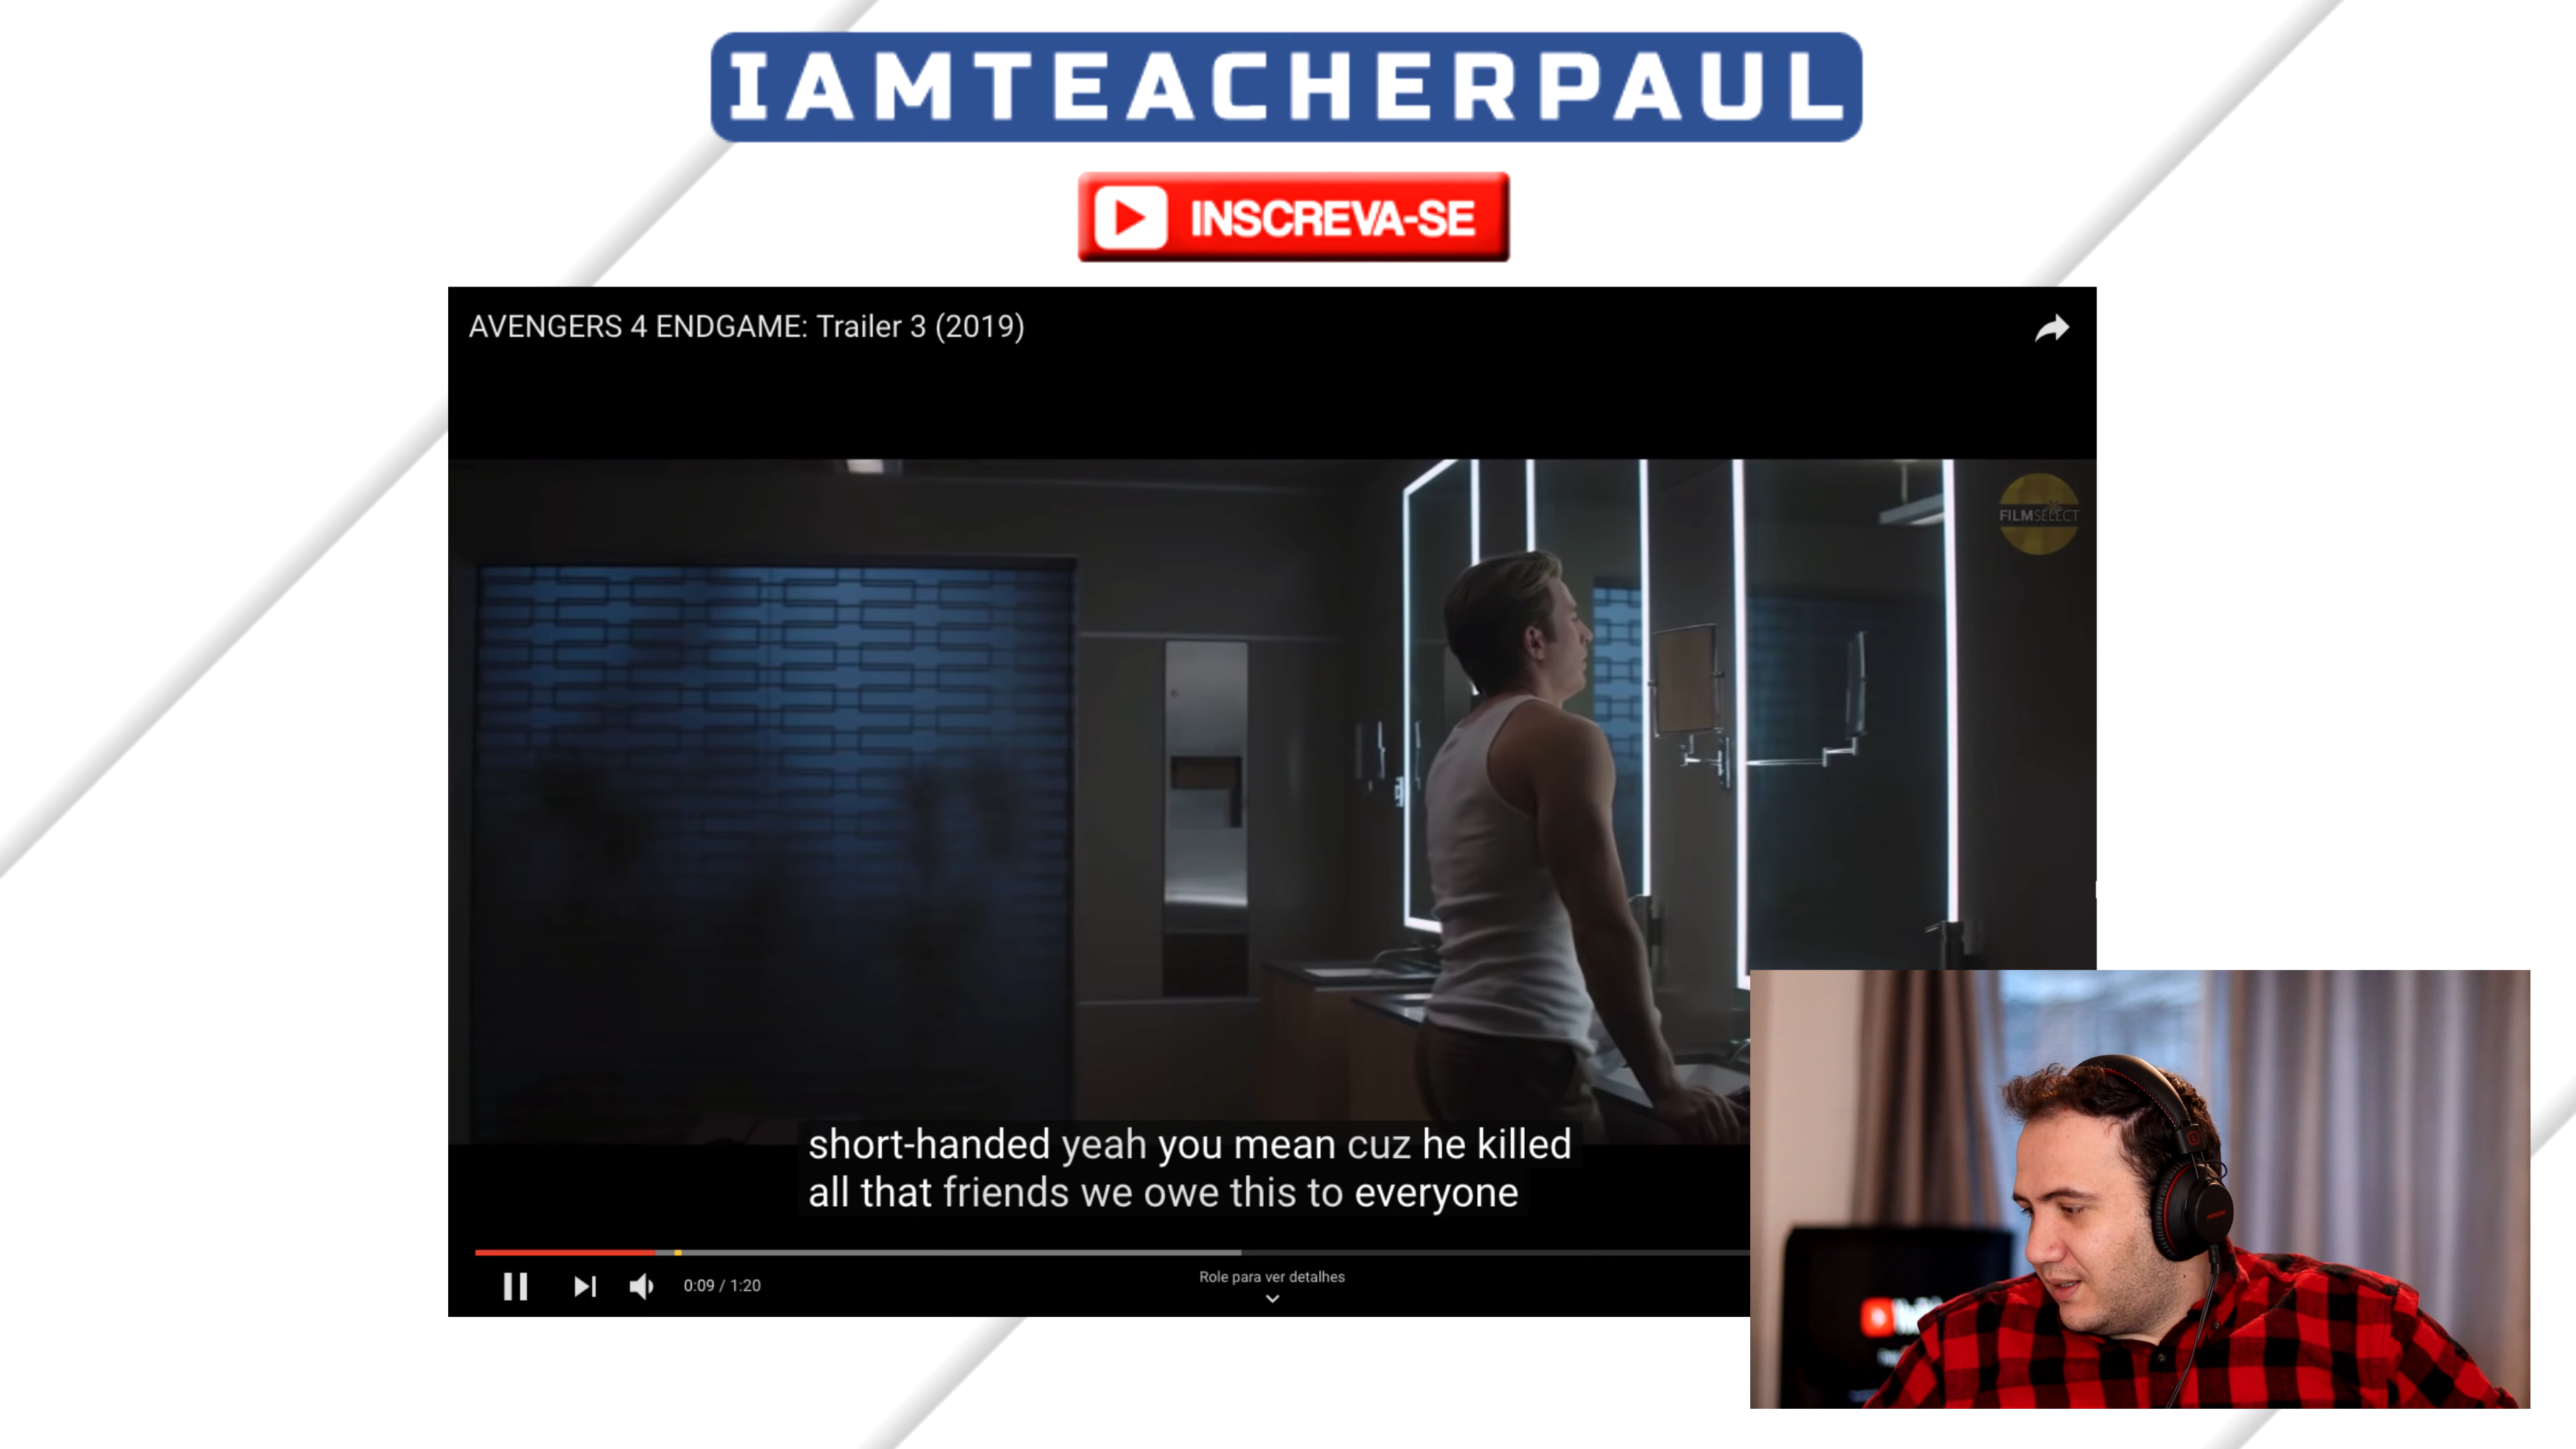 IAMTEACHERPAUL
INSCREVA-SE
AVENGERS 4 ENDGAME: Trailer 3 (2019)
FILMSELECT
short-handed yeah you mean cuz he killed
all that friends we owe this to everyone
0:09 / 1:20
Role para ver detalhes